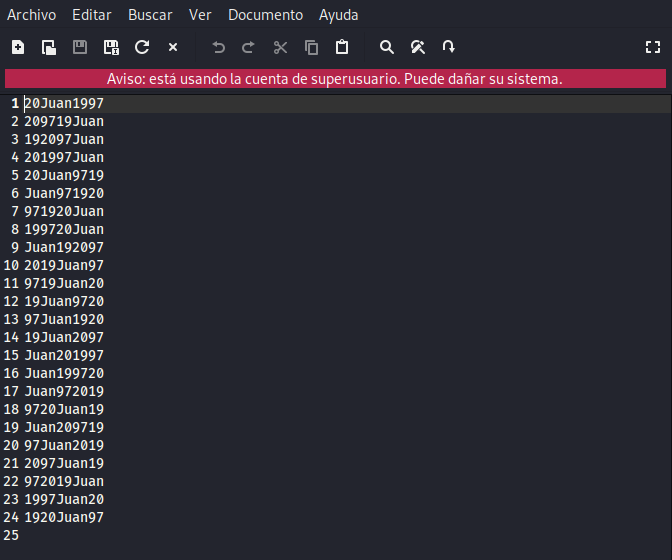 Archivo Editar Buscar Ver Documento Ayuda
Aviso: está usando la cuenta de superusuario. Puede dañar su sistema.
1 20Juan1997
2 209719Juan
3 192097Juan
4 201997Juan
5 20Juan9719
6 Juan971920
7 971920Juan
8 199720Juan
9 Juan192097
10 2019Juan97
11 9719Juan20
12 19Juan9720
13 97Juan1920
14 19Juan2097
15 Juan201997
16 Juan199720
17 Juan972019
18 9720Juan19
19 Juan209719
20 97Juan2019
21 2097Juan19
22 972019Juan
23 1997Juan20
24 1920Juan97
25